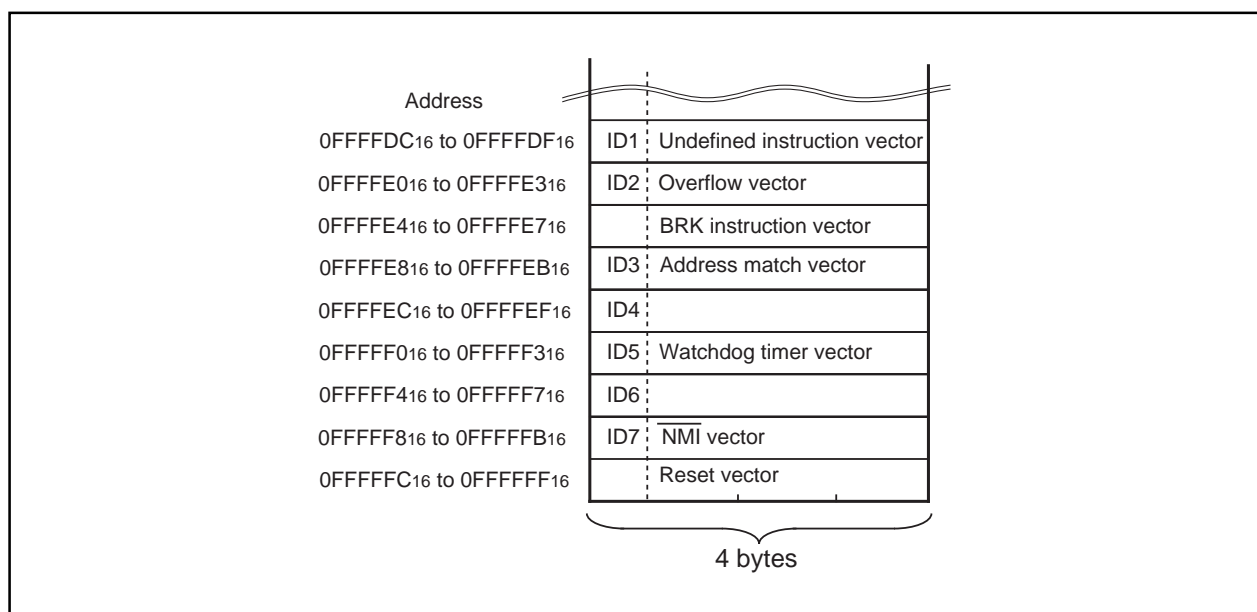 Address
0FFFFDC16 to 0FFFFDF16 ID1 Undefined instruction vector
0FFFFE016 to 0FFFFE316 ID2 Overflow vector
0FFFFE416 to 0FFFFE716 BRK instruction vector
0FFFFE816 to 0FFFFEB16 ID3 Address match vector
0FFFFEC16 to 0FFFFEF16 ID4
0FFFFF016 to 0FFFFF316 ID5 Watchdog timer vector
0FFFFF416 to 0FFFFF716 ID6
0FFFFF816 to 0FFFFFB16 ID7 NMI vector
0FFFFFC16 to 0FFFFFF16 Reset vector
4 bytes